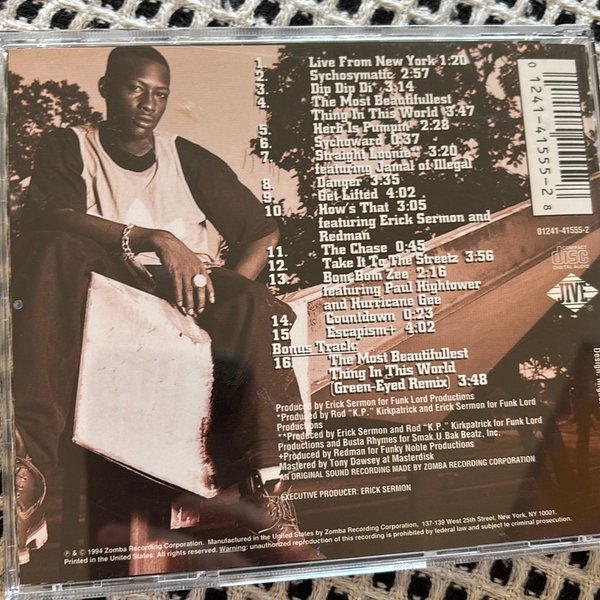 1. Live From New York 1:20
2. Sychosymatic 2:57
3. Dip Dip Di* 3:14
4. The Most Beautifullest
Thing In This World 3:47
5. Herb Is Pumpin' 2:28
6. Sychoward 0:37
7. Straight Loonie** 3:20
featuring Jamal of Illegal
8. Danger 3:35
9. Get Lifted 4:02
10. How's That 3:05
featuring Erick Sermon and
Redman
11. The Chase 0:45
12. Take It To The Streetz 3:56
13. Bom Bom Zee 2:16
featuring Paul Hightower
and Hurricane Gee
14. Countdown 0:23
15. Escapism+ 4:02
Bonus Track:
16. The Most Beautifullest
Thing In This World
(Green-Eyed Remix) 3:48
Produced by Erick Sermon for Funk Lord Productions
*Produced by Rod "K.P." Kirkpatrick and Erick Sermon for Funk Lord
Productions
**Produced by Erick Sermon and Rod "K.P." Kirkpatrick for Funk Lord
Productions and Busta Rhymes for Smak.U.Bak Beatz, Inc.
+Produced by Redman for Funky Noble Productions
Mastered by Tony Dawsey at Masterdisk
AN ORIGINAL SOUND RECORDING MADE BY ZOMBA RECORDING CORPORATION
EXECUTIVE PRODUCER: ERICK SERMON
0 1241-41555-2 8
01241-41555-2
COMPACT
disc
DIGITAL AUDIO
JIVE
®
℗ & © 1994 Zomba Recording Corporation. Manufactured in the United States by Zomba Recording Corporation, 137-139 West 25th Street, New York, NY 10001.
Printed in the United States. All rights reserved. Warning: unauthorized reproduction of this recording is prohibited by federal law and subject to criminal prosecution.